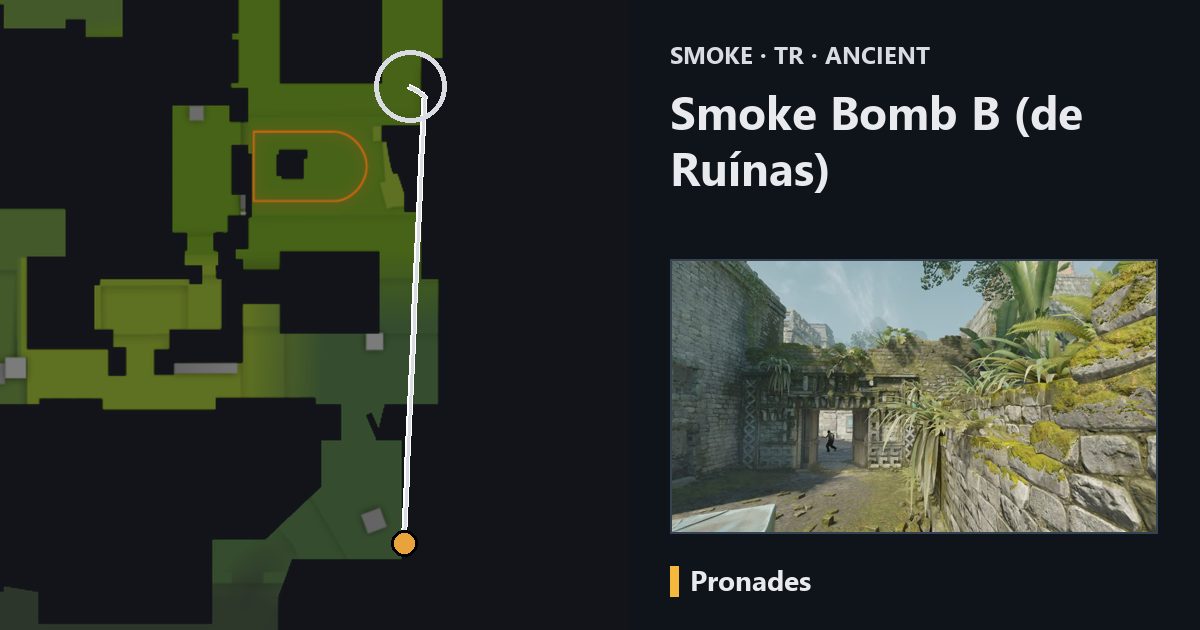 SMOKE · TR · ANCIENT
Smoke Bomb B (de
Ruínas)
Pronades